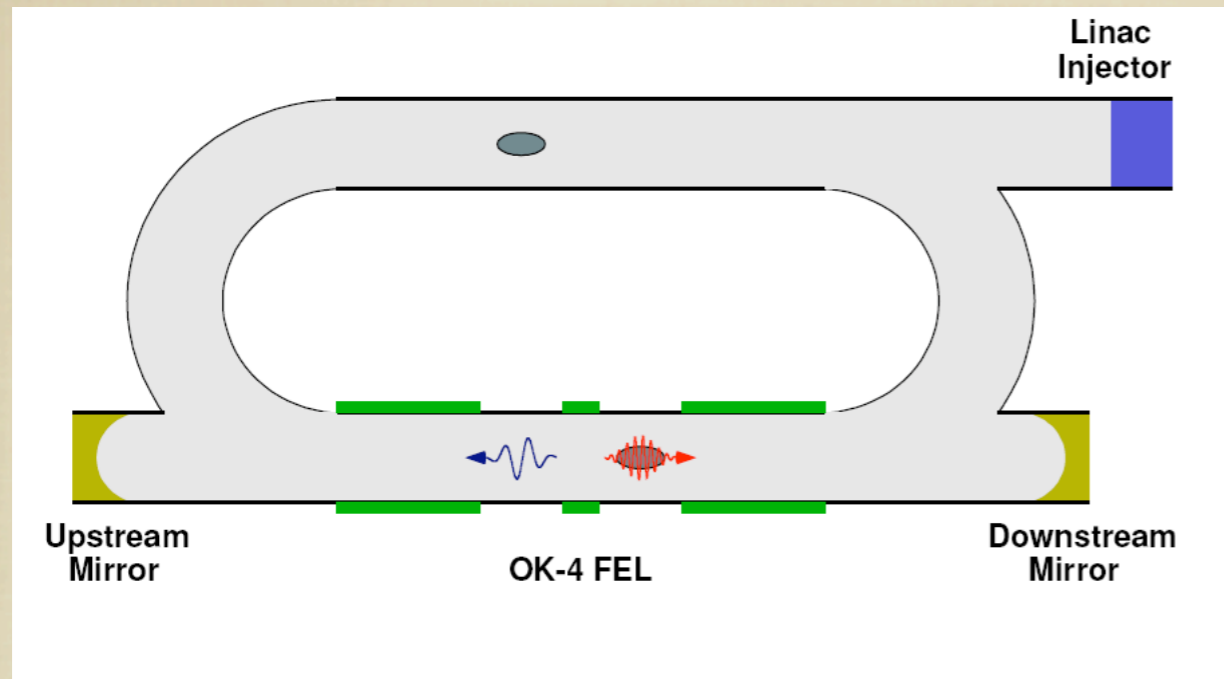 Linac
Injector
Upstream
Mirror
OK-4 FEL
Downstream
Mirror